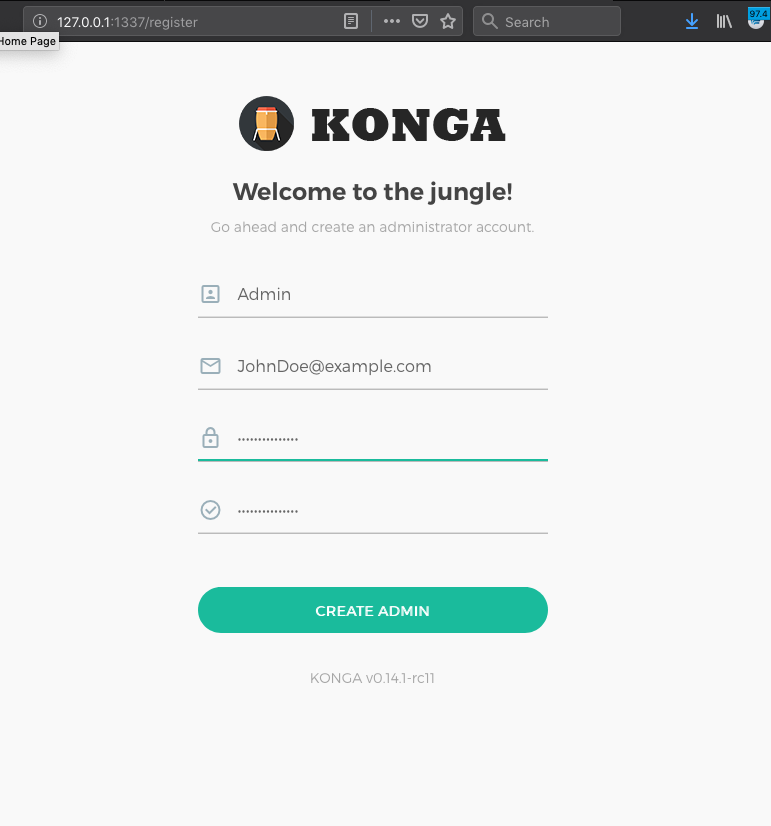 127.0.0.1:1337/register
Search
97.4
Home Page
KONGA
Welcome to the jungle!
Go ahead and create an administrator account.
Admin
JohnDoe@example.com
•••••••••••••••
•••••••••••••••
CREATE ADMIN
KONGA v0.14.1-rc11